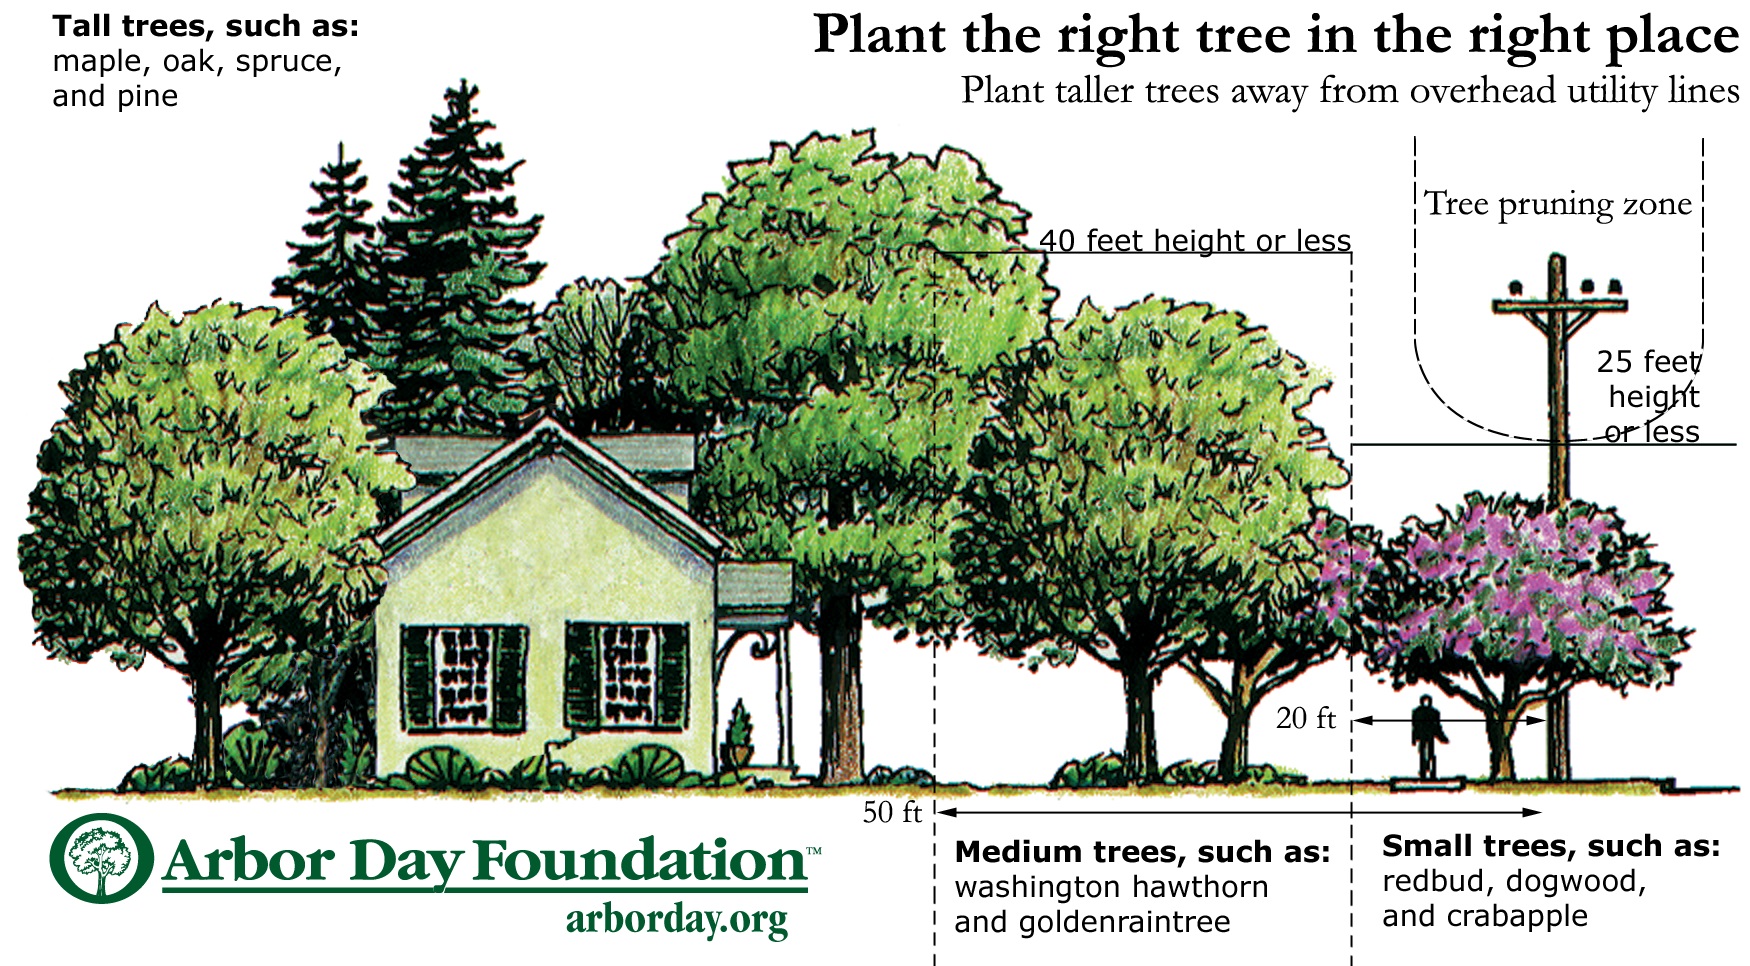 Tall trees, such as:
maple, oak, spruce,
and pine
Plant the right tree in the right place
Plant taller trees away from overhead utility lines
Tree pruning zone
40 feet height or less
25 feet
height
or less
20 ft
50 ft
Arbor Day Foundation™
arborday.org
Medium trees, such as:
washington hawthorn
and goldenraintree
Small trees, such as:
redbud, dogwood,
and crabapple